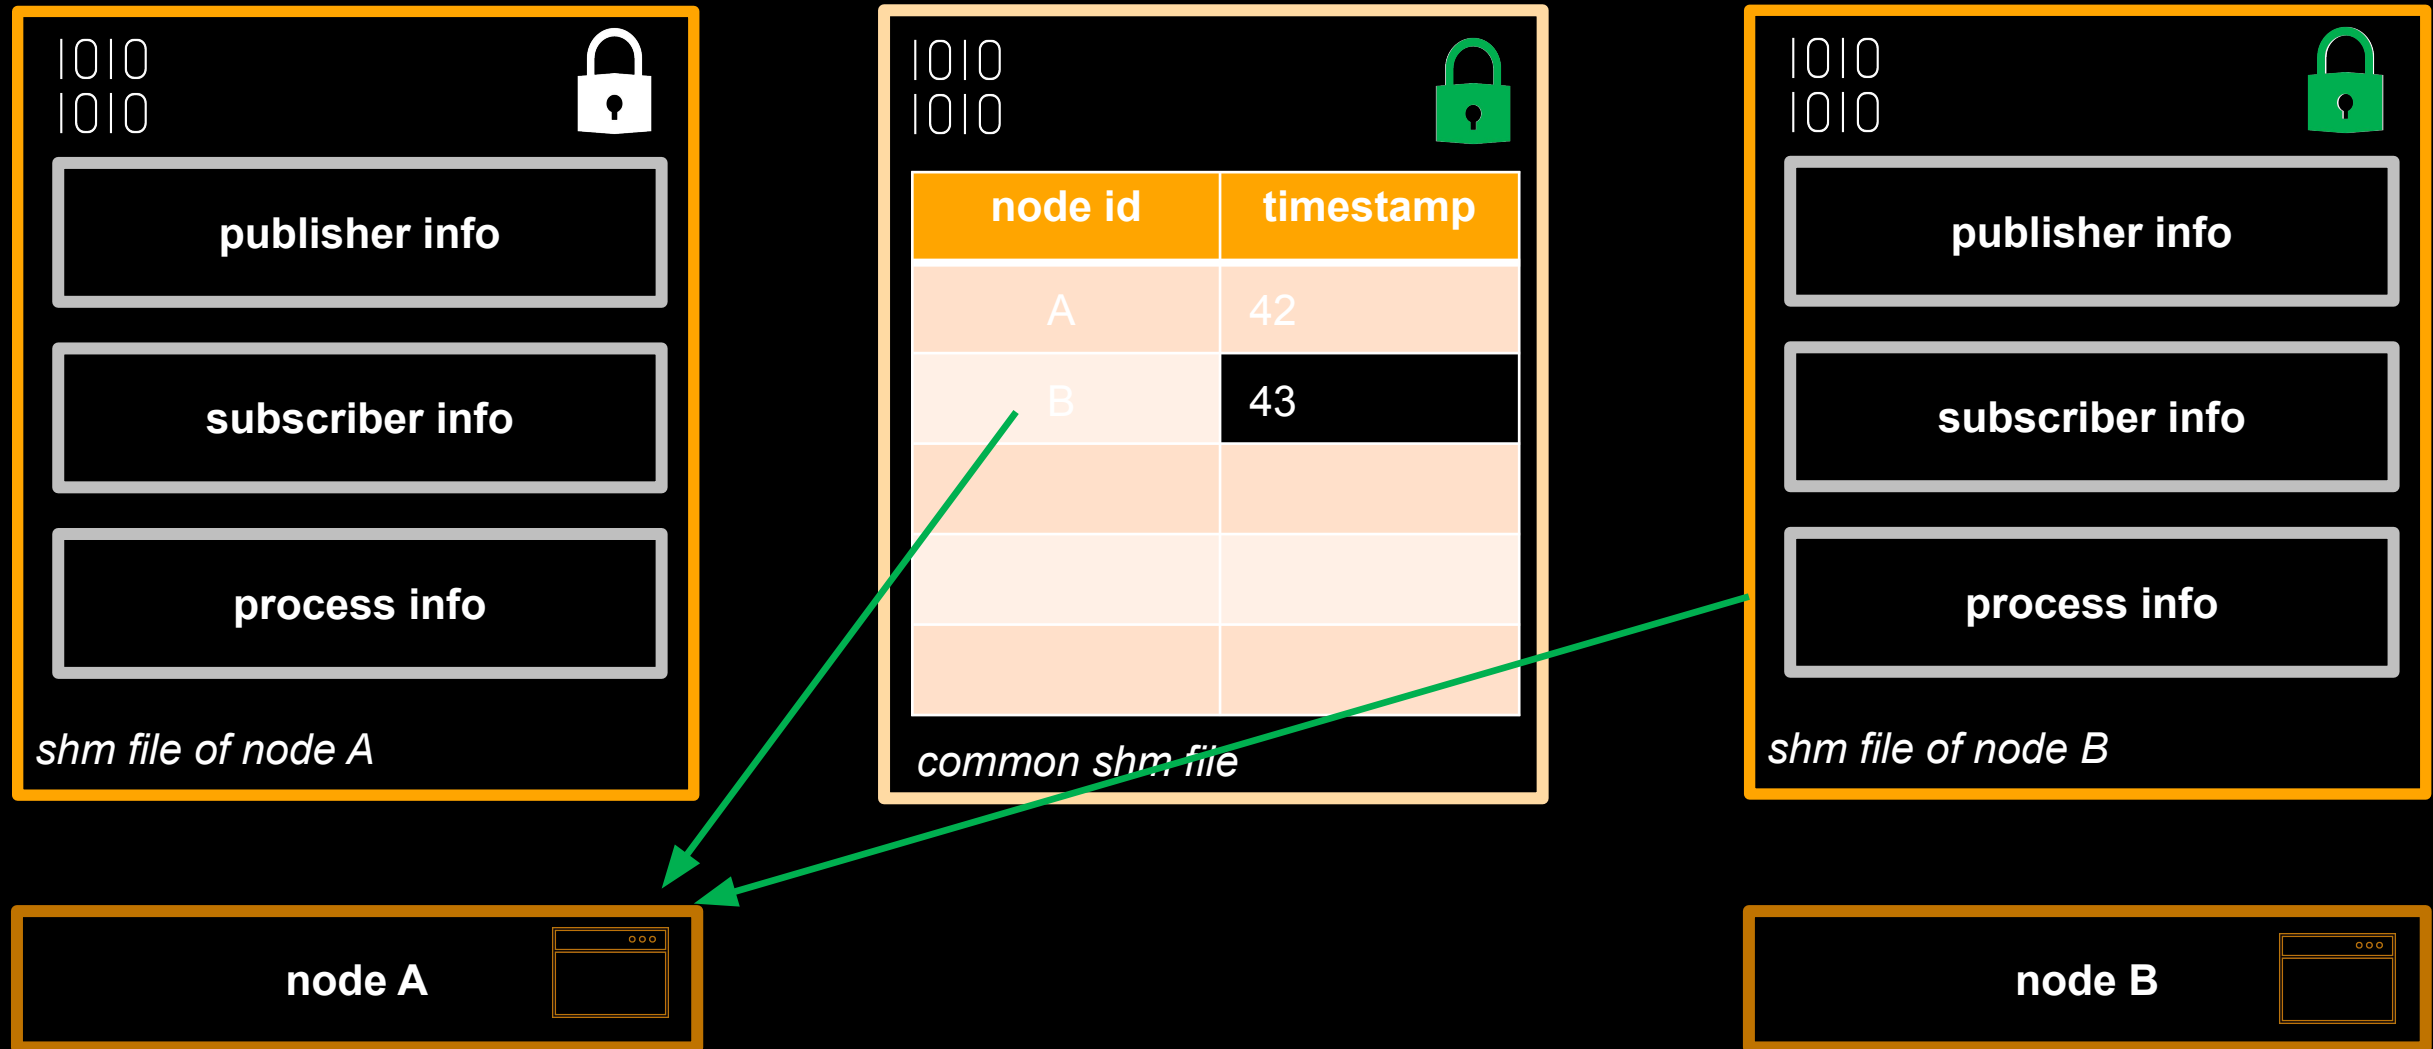 1010
1010
publisher info
subscriber info
process info
shm file of node A
1010
1010
node id timestamp
A 42
B 43
common shm file
1010
1010
publisher info
subscriber info
process info
shm file of node B
node A
node B